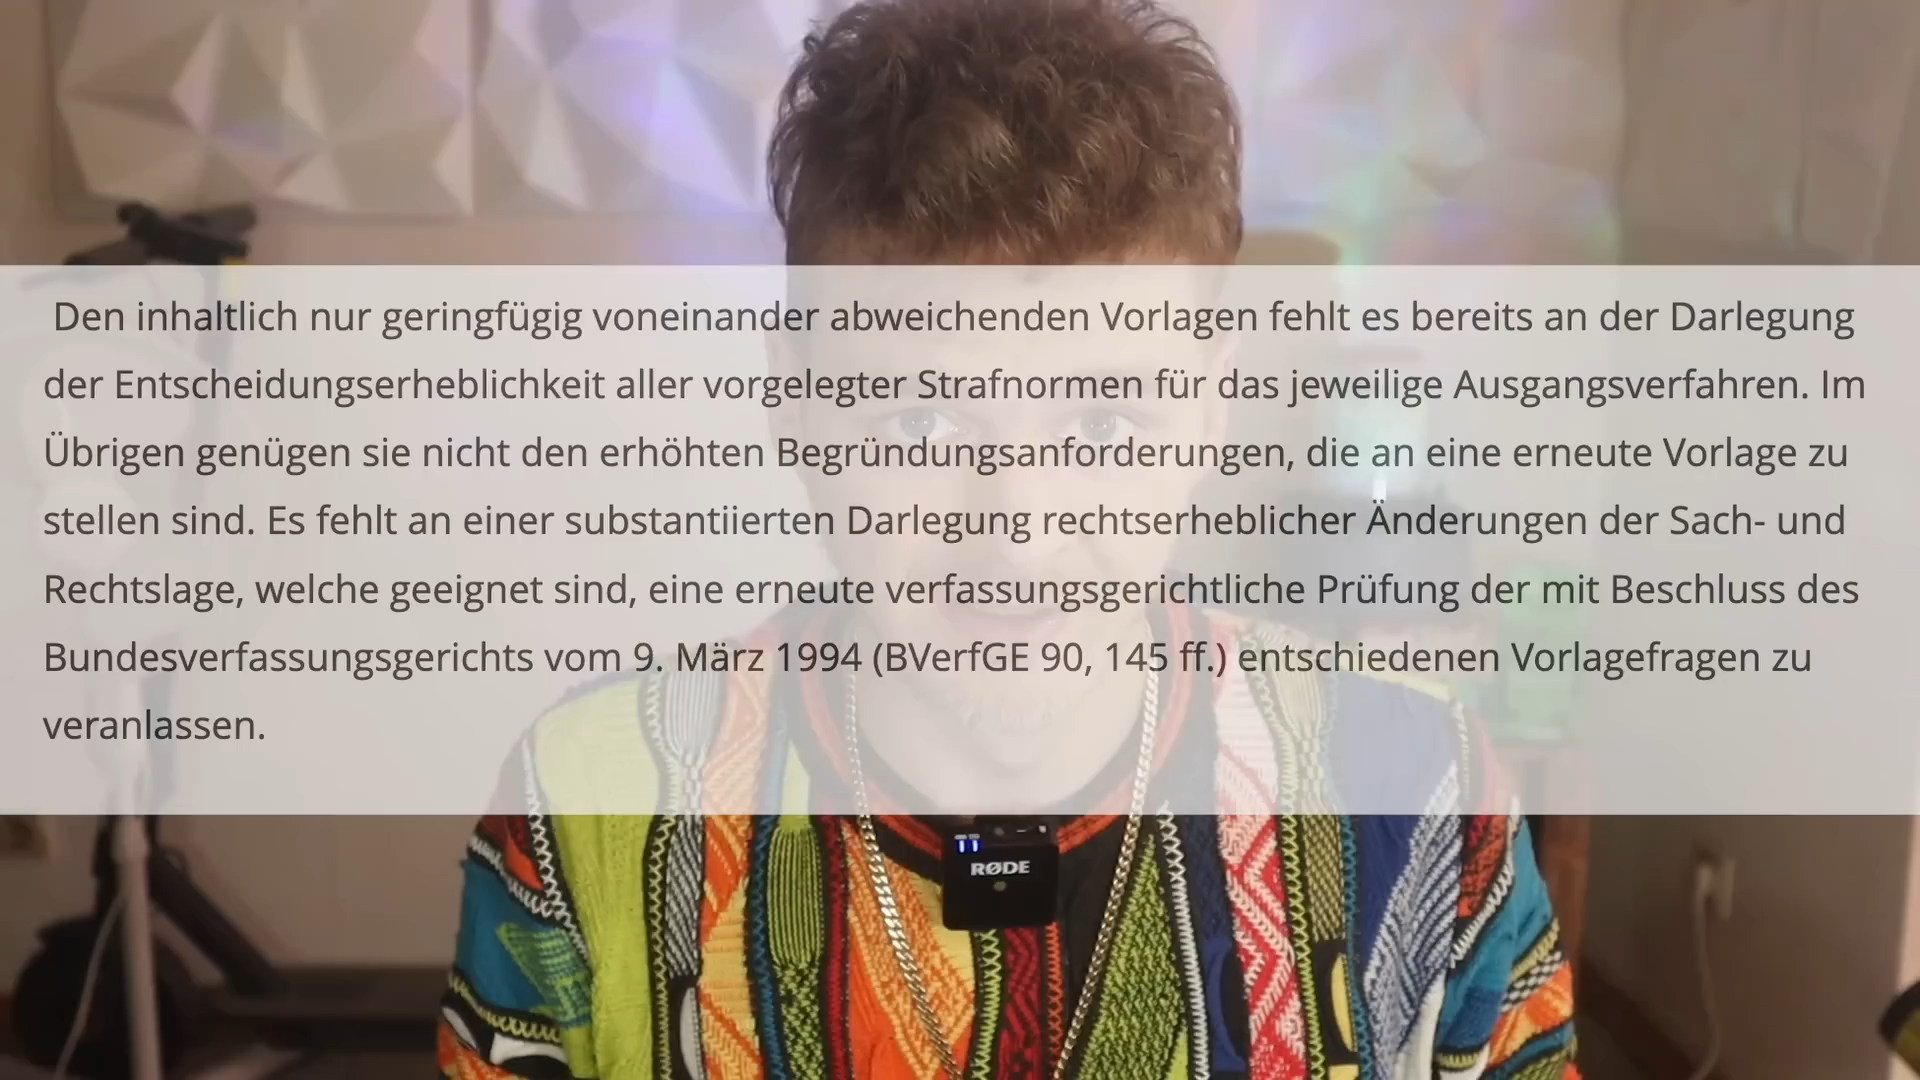 Den inhaltlich nur geringfügig voneinander abweichenden Vorlagen fehlt es bereits an der Darlegung
der Entscheidungserheblichkeit aller vorgelegter Strafnormen für das jeweilige Ausgangsverfahren. Im
Übrigen genügen sie nicht den erhöhten Begründungsanforderungen, die an eine erneute Vorlage zu
stellen sind. Es fehlt an einer substantiierten Darlegung rechtserheblicher Änderungen der Sach- und
Rechtslage, welche geeignet sind, eine erneute verfassungsgerichtliche Prüfung der mit Beschluss des
Bundesverfassungsgerichts vom 9. März 1994 (BVerfGE 90, 145 ff.) entschiedenen Vorlagefragen zu
veranlassen.
RØDE